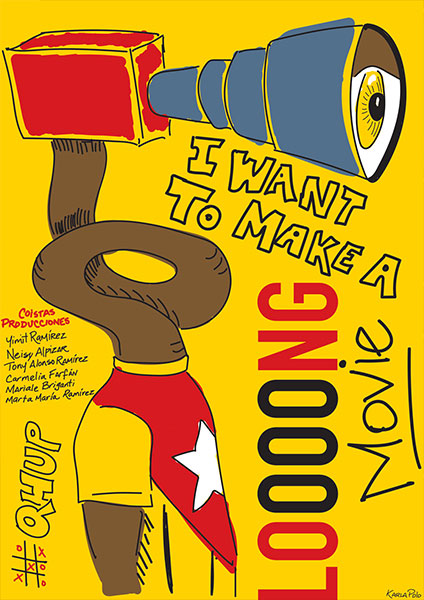 I WANT
TO MAKE A
LOOOONG
Movie
COISTAS
PRODUCCIONES
Yimit RAMÍREZ
Neisy Alpízar
Tony Alonso Ramírez
Carmelia Farfán
Mariale Briganti
Marta María Ramírez
#QHUP
KARLA Polo